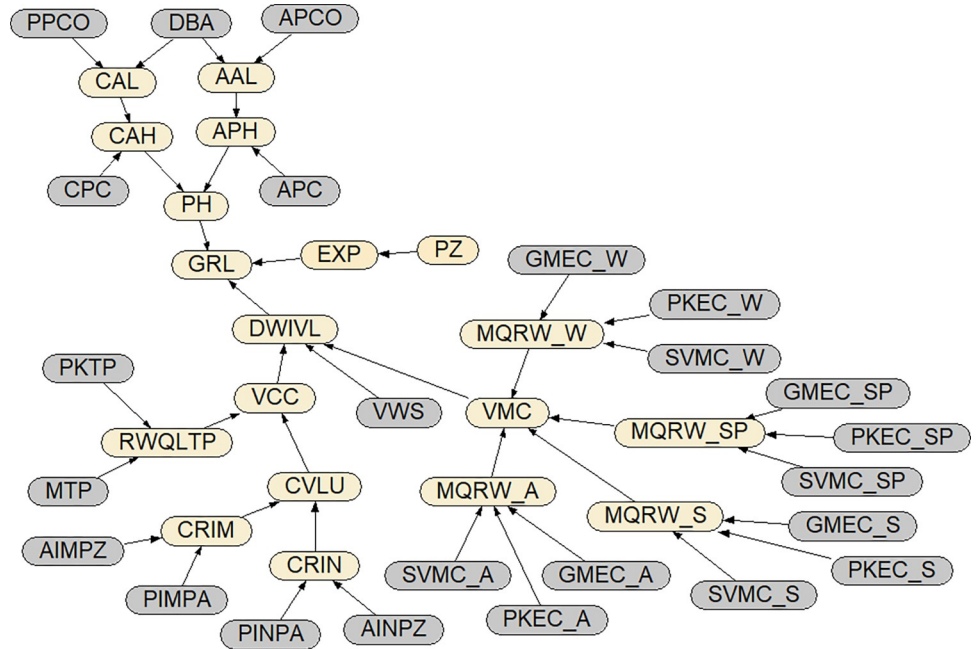 PPCO
DBA
APCO
CAL
AAL
CAH
APH
CPC
APC
PH
GRL
EXP
PZ
GMEC_W
DWIVL
MQRW_W
PKEC_W
SVMC_W
PKTP
VCC
VWS
VMC
GMEC_SP
RWQLTP
MQRW_SP
PKEC_SP
MTP
CVLU
MQRW_A
SVMC_SP
MQRW_S
GMEC_S
CRIM
AIMPZ
CRIN
SVMC_A
GMEC_A
PKEC_S
PIMPA
SVMC_S
PINPA
AINPZ
PKEC_A